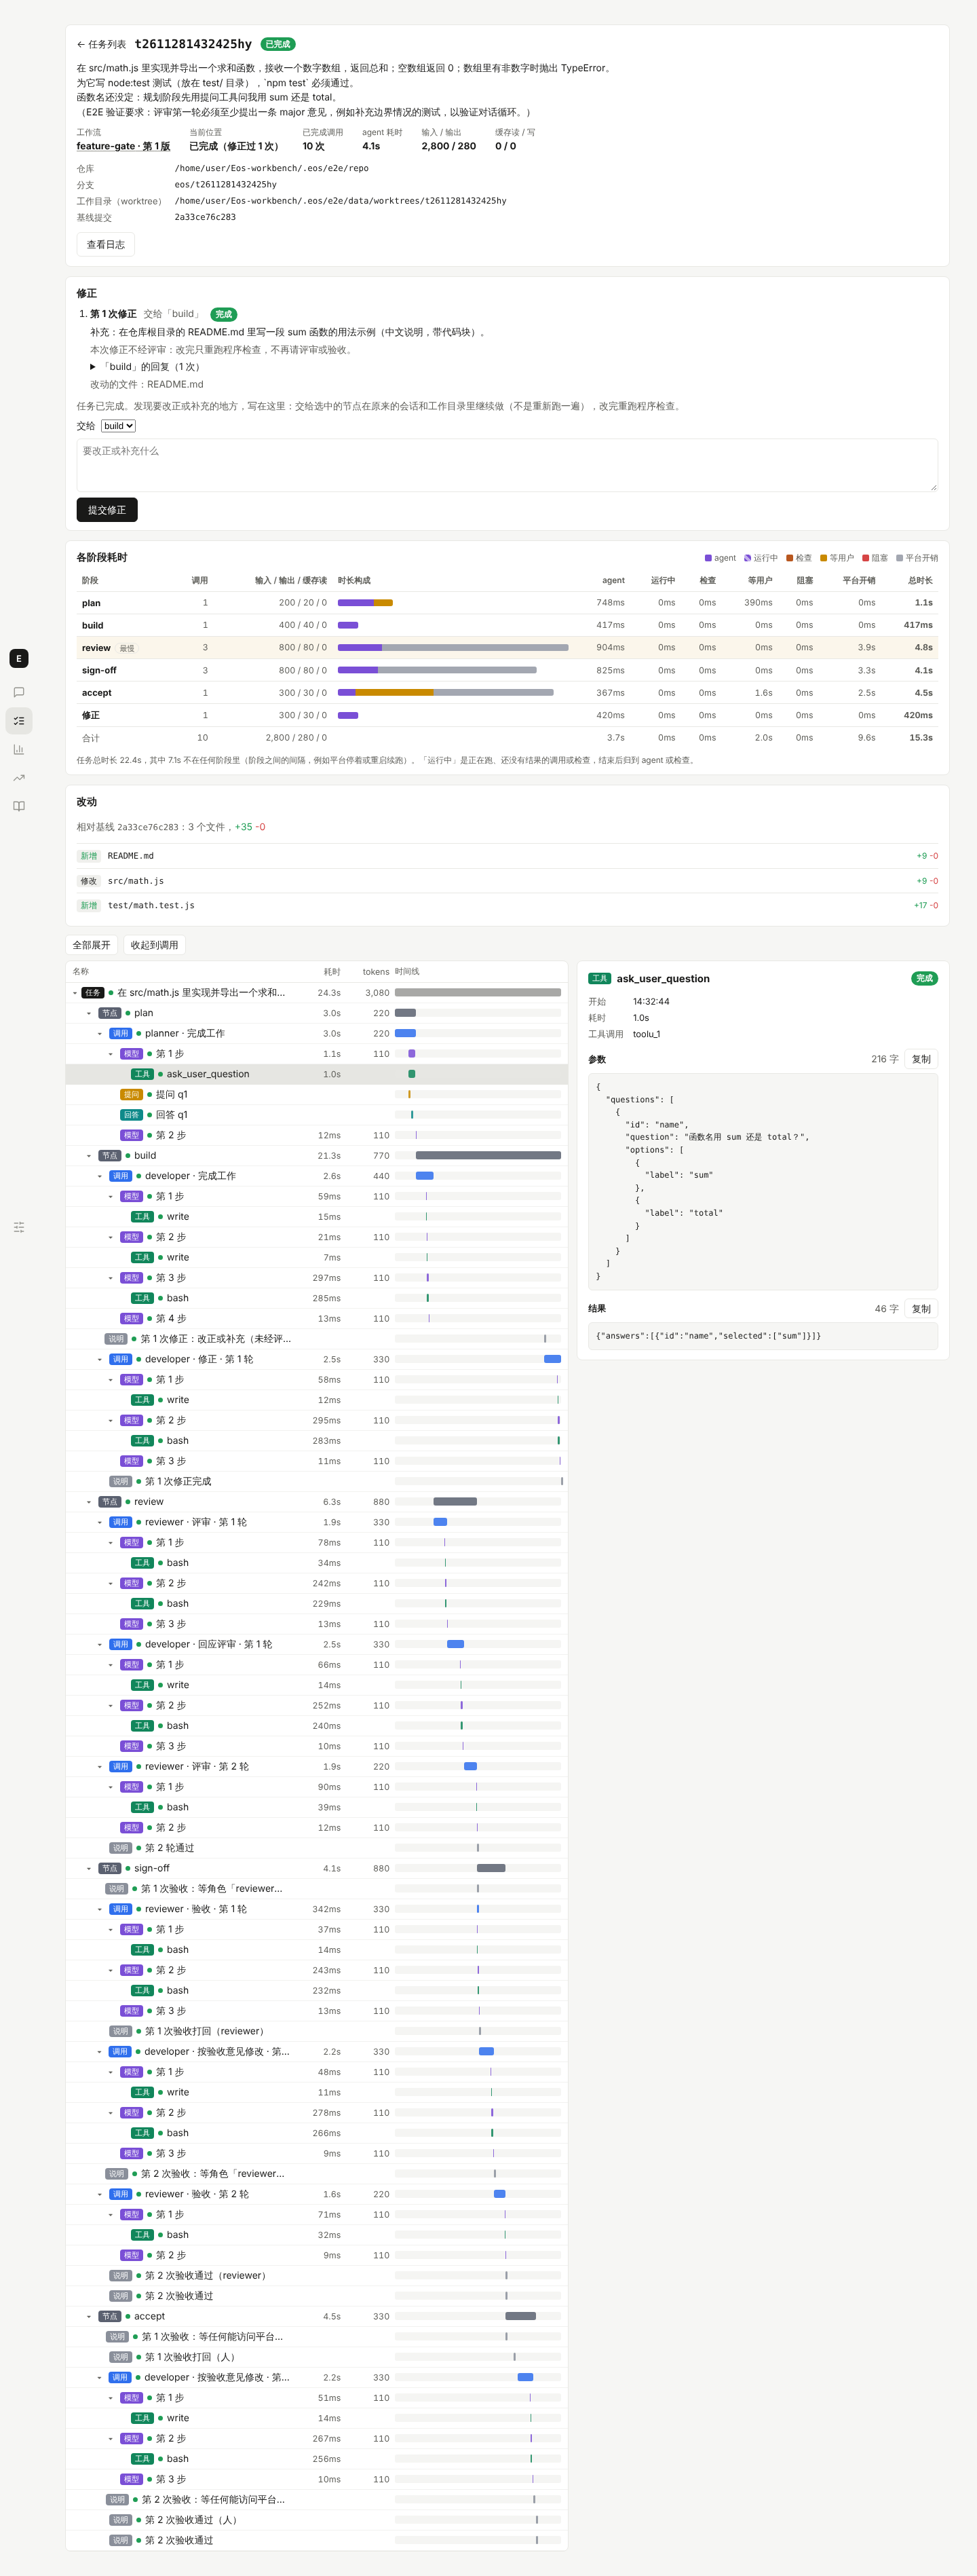 ← 任务列表 t2611281432425hy 已完成
在 src/math.js 里实现并导出一个求和函数，接收一个数字数组，返回总和；空数组返回 0；数组里有非数字时抛出 TypeError。
为它写 node:test 测试（放在 test/ 目录），`npm test` 必须通过。
函数名还没定：规划阶段先用提问工具问我用 sum 还是 total。
（E2E 验证要求：评审第一轮必须至少提出一条 major 意见，例如补充边界情况的测试，以验证对话循环。）
工作流 当前位置 已完成调用 agent 耗时 输入 / 输出 缓存读 / 写
feature-gate · 第 1 版 已完成（修正过 1 次） 10 次 4.1s 2,800 / 280 0 / 0
仓库 /home/user/Eos-workbench/.eos/e2e/repo
分支 eos/t2611281432425hy
工作目录（worktree） /home/user/Eos-workbench/.eos/e2e/data/worktrees/t2611281432425hy
基线提交 2a33ce76c283
查看日志
修正
1. 第 1 次修正 交给「build」 完成
补充：在仓库根目录的 README.md 里写一段 sum 函数的用法示例（中文说明，带代码块）。
本次修正不经评审：改完只重跑程序检查，不再请评审或验收。
▶ 「build」的回复（1 次）
改动的文件：README.md
任务已完成。发现要改正或补充的地方，写在这里：交给选中的节点在原来的会话和工作目录里继续做（不是重新跑一遍），改完重跑程序检查。
交给 build
要改正或补充什么
提交修正
各阶段耗时 agent 运行中 检查 等用户 阻塞 平台开销
阶段 调用 输入 / 输出 / 缓存读 时长构成 agent 运行中 检查 等用户 阻塞 平台开销 总时长
plan 1 200 / 20 / 0 748ms 0ms 0ms 390ms 0ms 0ms 1.1s
build 1 400 / 40 / 0 417ms 0ms 0ms 0ms 0ms 0ms 417ms
E
review 最慢 3 800 / 80 / 0 904ms 0ms 0ms 0ms 0ms 3.9s 4.8s
sign-off 3 800 / 80 / 0 825ms 0ms 0ms 0ms 0ms 3.3s 4.1s
accept 1 300 / 30 / 0 367ms 0ms 0ms 1.6s 0ms 2.5s 4.5s
修正 1 300 / 30 / 0 420ms 0ms 0ms 0ms 0ms 0ms 420ms
合计 10 2,800 / 280 / 0 3.7s 0ms 0ms 2.0s 0ms 9.6s 15.3s
任务总时长 22.4s，其中 7.1s 不在任何阶段里（阶段之间的间隔，例如平台停着或重启续跑）。「运行中」是正在跑、还没有结果的调用或检查，结束后归到 agent 或检查。
改动
相对基线 2a33ce76c283：3 个文件，+35 -0
新增 README.md +9 -0
修改 src/math.js +9 -0
新增 test/math.test.js +17 -0
全部展开 收起到调用
名称 耗时 tokens 时间线
任务 在 src/math.js 里实现并导出一个求和... 24.3s 3,080
节点 plan 3.0s 220
调用 planner · 完成工作 3.0s 220
模型 第 1 步 1.1s 110
工具 ask_user_question 1.0s
提问 提问 q1
回答 回答 q1
模型 第 2 步 12ms 110
节点 build 21.3s 770
调用 developer · 完成工作 2.6s 440
模型 第 1 步 59ms 110
工具 write 15ms
模型 第 2 步 21ms 110
工具 write 7ms
模型 第 3 步 297ms 110
工具 bash 285ms
模型 第 4 步 13ms 110
说明 第 1 次修正：改正或补充（未经评...
调用 developer · 修正 · 第 1 轮 2.5s 330
模型 第 1 步 58ms 110
工具 write 12ms
模型 第 2 步 295ms 110
工具 bash 283ms
模型 第 3 步 11ms 110
说明 第 1 次修正完成
节点 review 6.3s 880
调用 reviewer · 评审 · 第 1 轮 1.9s 330
模型 第 1 步 78ms 110
工具 bash 34ms
模型 第 2 步 242ms 110
工具 bash 229ms
模型 第 3 步 13ms 110
调用 developer · 回应评审 · 第 1 轮 2.5s 330
模型 第 1 步 66ms 110
工具 write 14ms
模型 第 2 步 252ms 110
工具 bash 240ms
模型 第 3 步 10ms 110
调用 reviewer · 评审 · 第 2 轮 1.9s 220
模型 第 1 步 90ms 110
工具 bash 39ms
模型 第 2 步 12ms 110
说明 第 2 轮通过
节点 sign-off 4.1s 880
说明 第 1 次验收：等角色「reviewer...
调用 reviewer · 验收 · 第 1 轮 342ms 330
模型 第 1 步 37ms 110
工具 bash 14ms
模型 第 2 步 243ms 110
工具 bash 232ms
模型 第 3 步 13ms 110
说明 第 1 次验收打回（reviewer）
调用 developer · 按验收意见修改 · 第... 2.2s 330
模型 第 1 步 48ms 110
工具 write 11ms
模型 第 2 步 278ms 110
工具 bash 266ms
模型 第 3 步 9ms 110
说明 第 2 次验收：等角色「reviewer...
调用 reviewer · 验收 · 第 2 轮 1.6s 220
模型 第 1 步 71ms 110
工具 bash 32ms
模型 第 2 步 9ms 110
说明 第 2 次验收通过（reviewer）
说明 第 2 次验收通过
节点 accept 4.5s 330
说明 第 1 次验收：等任何能访问平台...
说明 第 1 次验收打回（人）
调用 developer · 按验收意见修改 · 第... 2.2s 330
模型 第 1 步 51ms 110
工具 write 14ms
模型 第 2 步 267ms 110
工具 bash 256ms
模型 第 3 步 10ms 110
说明 第 2 次验收：等任何能访问平台...
说明 第 2 次验收通过（人）
说明 第 2 次验收通过
工具 ask_user_question 完成
开始 14:32:44
耗时 1.0s
工具调用 toolu_1
参数 216 字 复制
{
"questions": [
{
"id": "name",
"question": "函数名用 sum 还是 total？",
"options": [
{
"label": "sum"
},
{
"label": "total"
}
]
}
]
}
结果 46 字 复制
{"answers":[{"id":"name","selected":["sum"]}]}